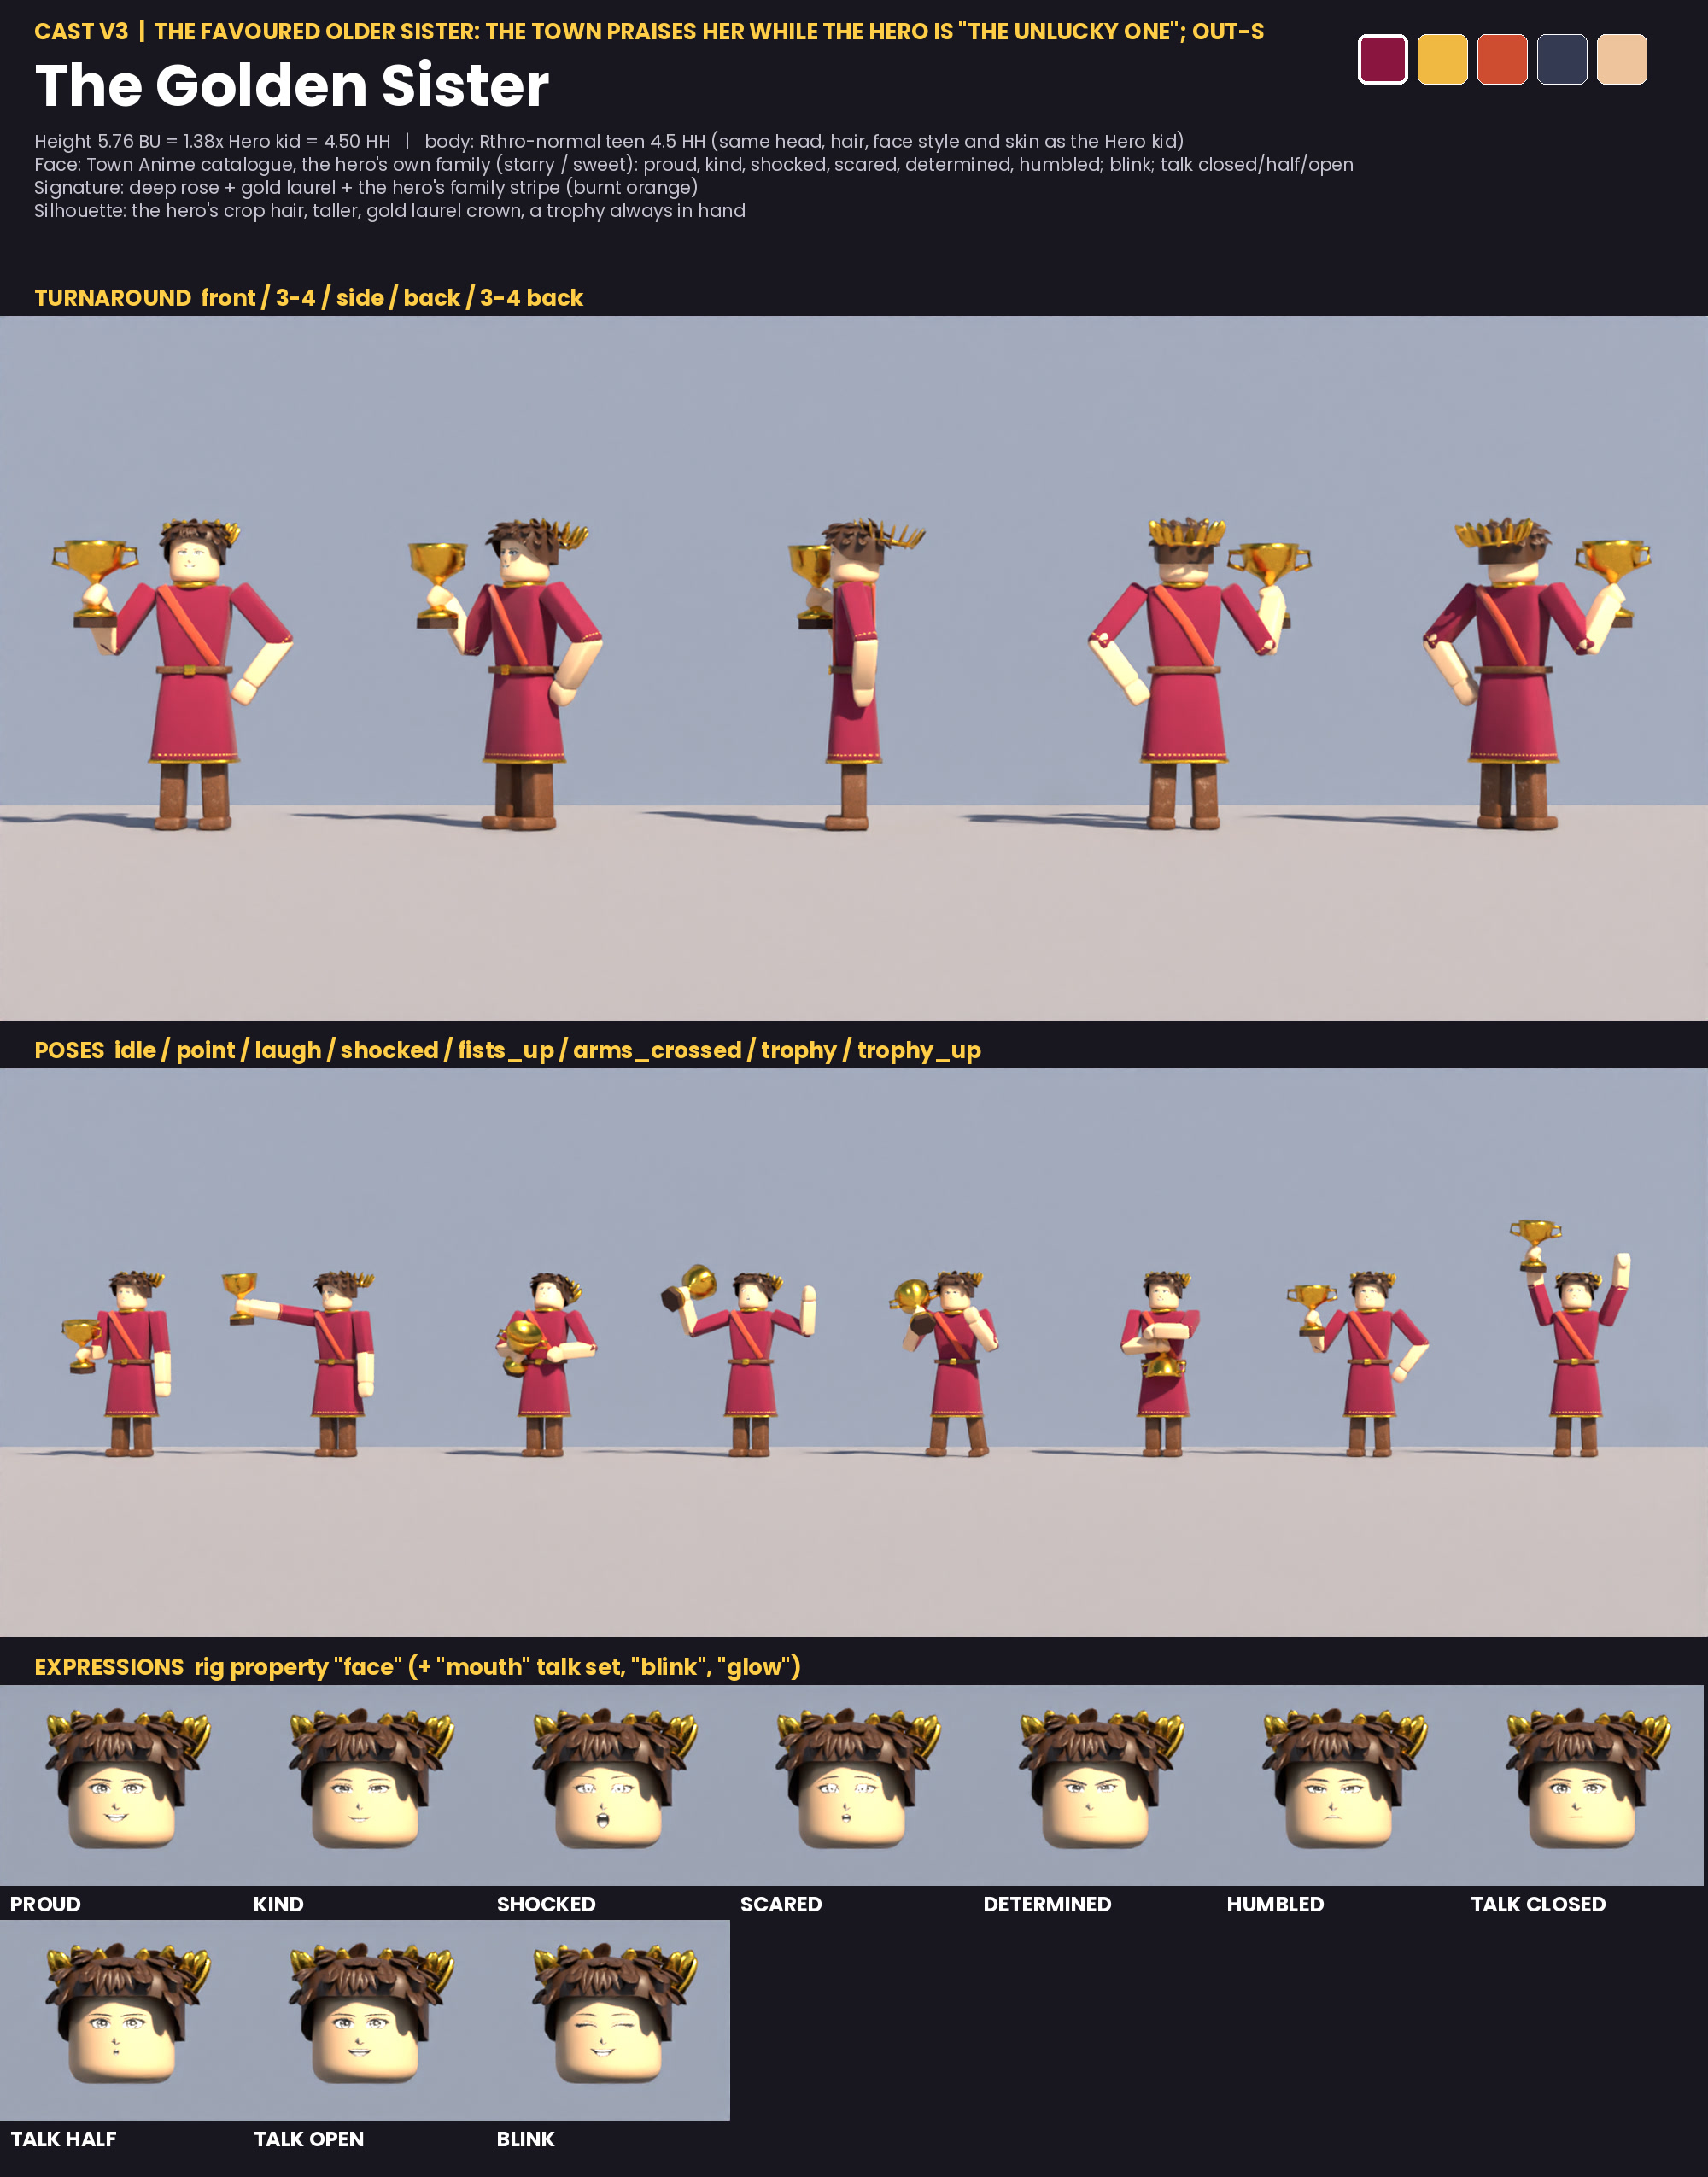 CAST V3 | THE FAVOURED OLDER SISTER: THE TOWN PRAISES HER WHILE THE HERO IS "THE UNLUCKY ONE"; OUT-S
The Golden Sister
Height 5.76 BU = 1.38x Hero kid = 4.50 HH | body: Rthro-normal teen 4.5 HH (same head, hair, face style and skin as the Hero kid)
Face: Town Anime catalogue, the hero's own family (starry / sweet): proud, kind, shocked, scared, determined, humbled; blink; talk closed/half/open
Signature: deep rose + gold laurel + the hero's family stripe (burnt orange)
Silhouette: the hero's crop hair, taller, gold laurel crown, a trophy always in hand
TURNAROUND front / 3-4 / side / back / 3-4 back
POSES idle / point / laugh / shocked / fists_up / arms_crossed / trophy / trophy_up
EXPRESSIONS rig property "face" (+ "mouth" talk set, "blink", "glow")
PROUD
KIND
SHOCKED
SCARED
DETERMINED
HUMBLED
TALK CLOSED
TALK HALF
TALK OPEN
BLINK